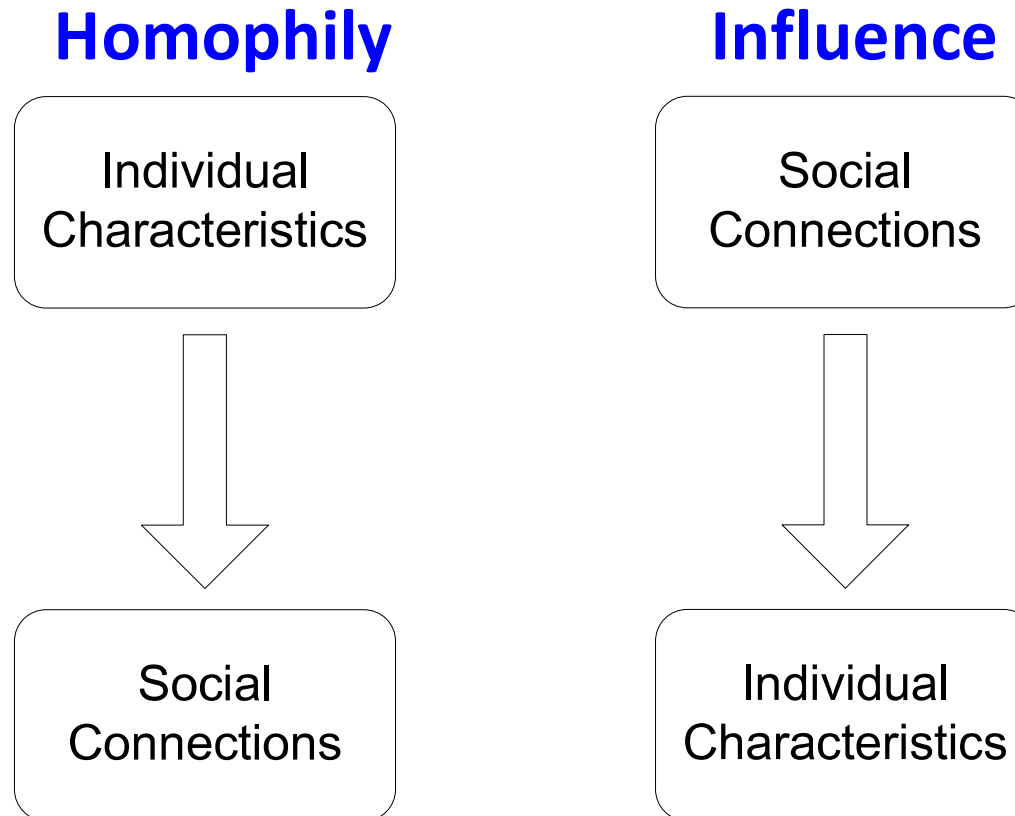 Homophily
Individual
Characteristics
Social
Connections
Influence
Social
Connections
Individual
Characteristics